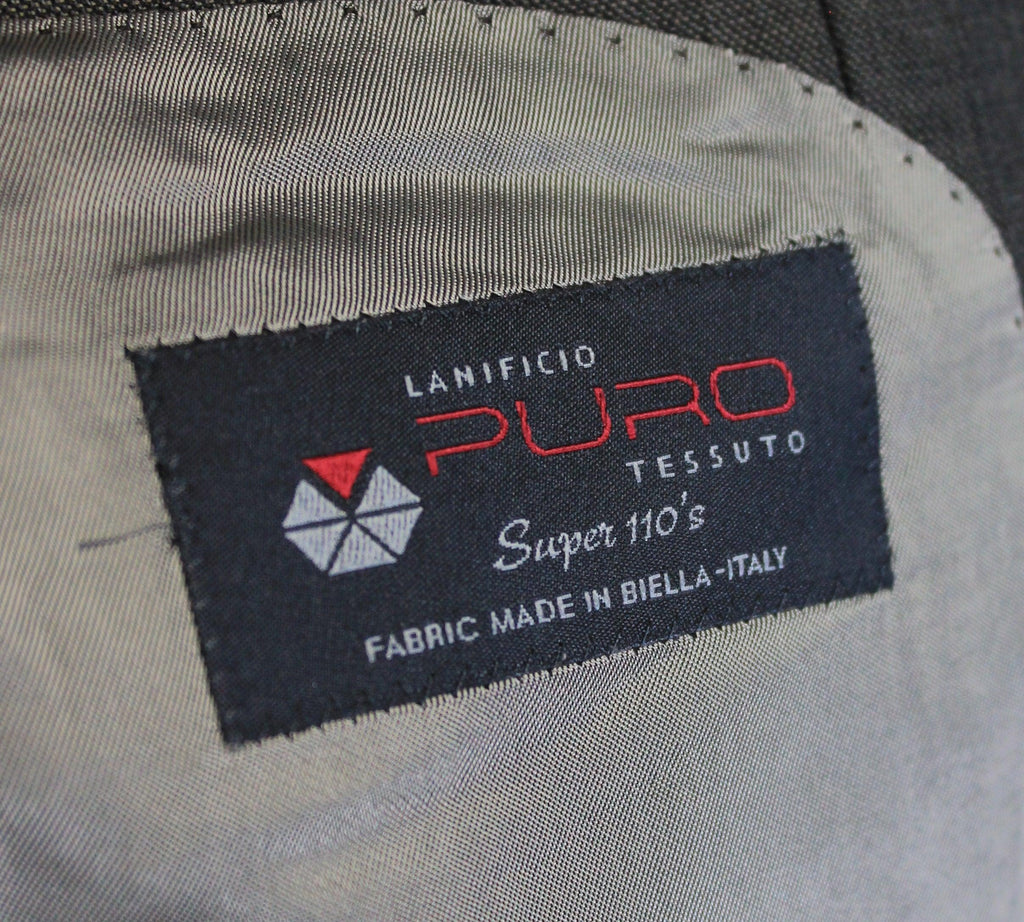 LANIFICIO
PURO
TESSUTO
Super 110's
FABRIC MADE IN BIELLA-ITALY